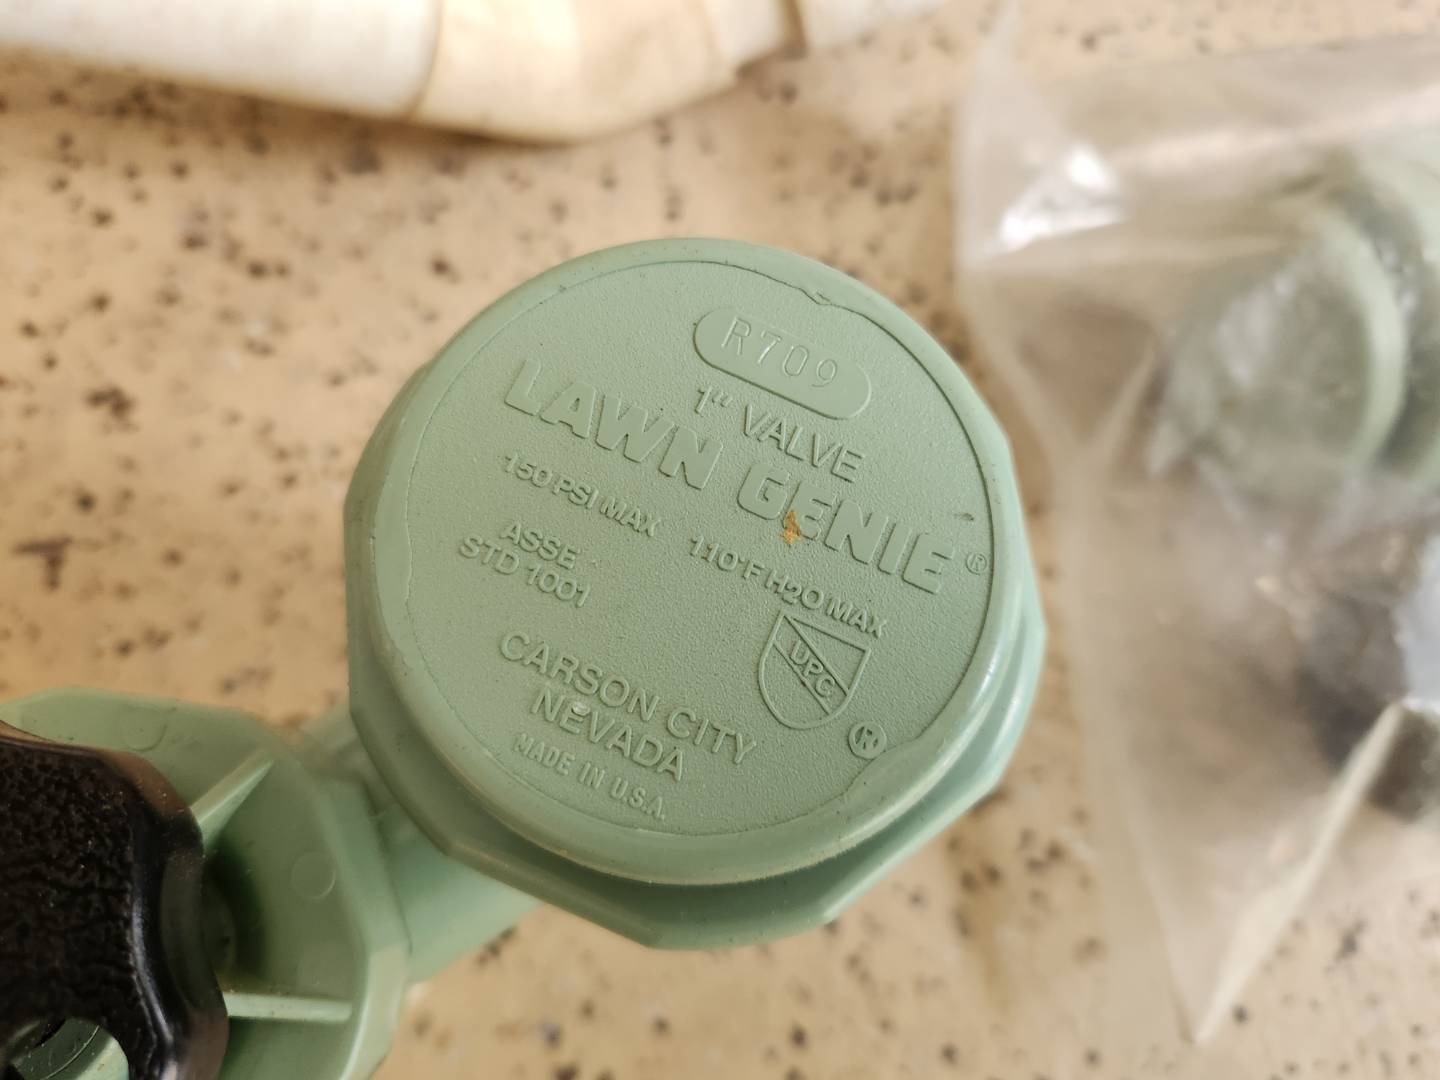 R709
1" VALVE
LAWN GENIE®
150 PSI MAX 110°F H2O MAX
ASSE
STD 1001
UPC
®
CARSON CITY
NEVADA
MADE IN U.S.A.